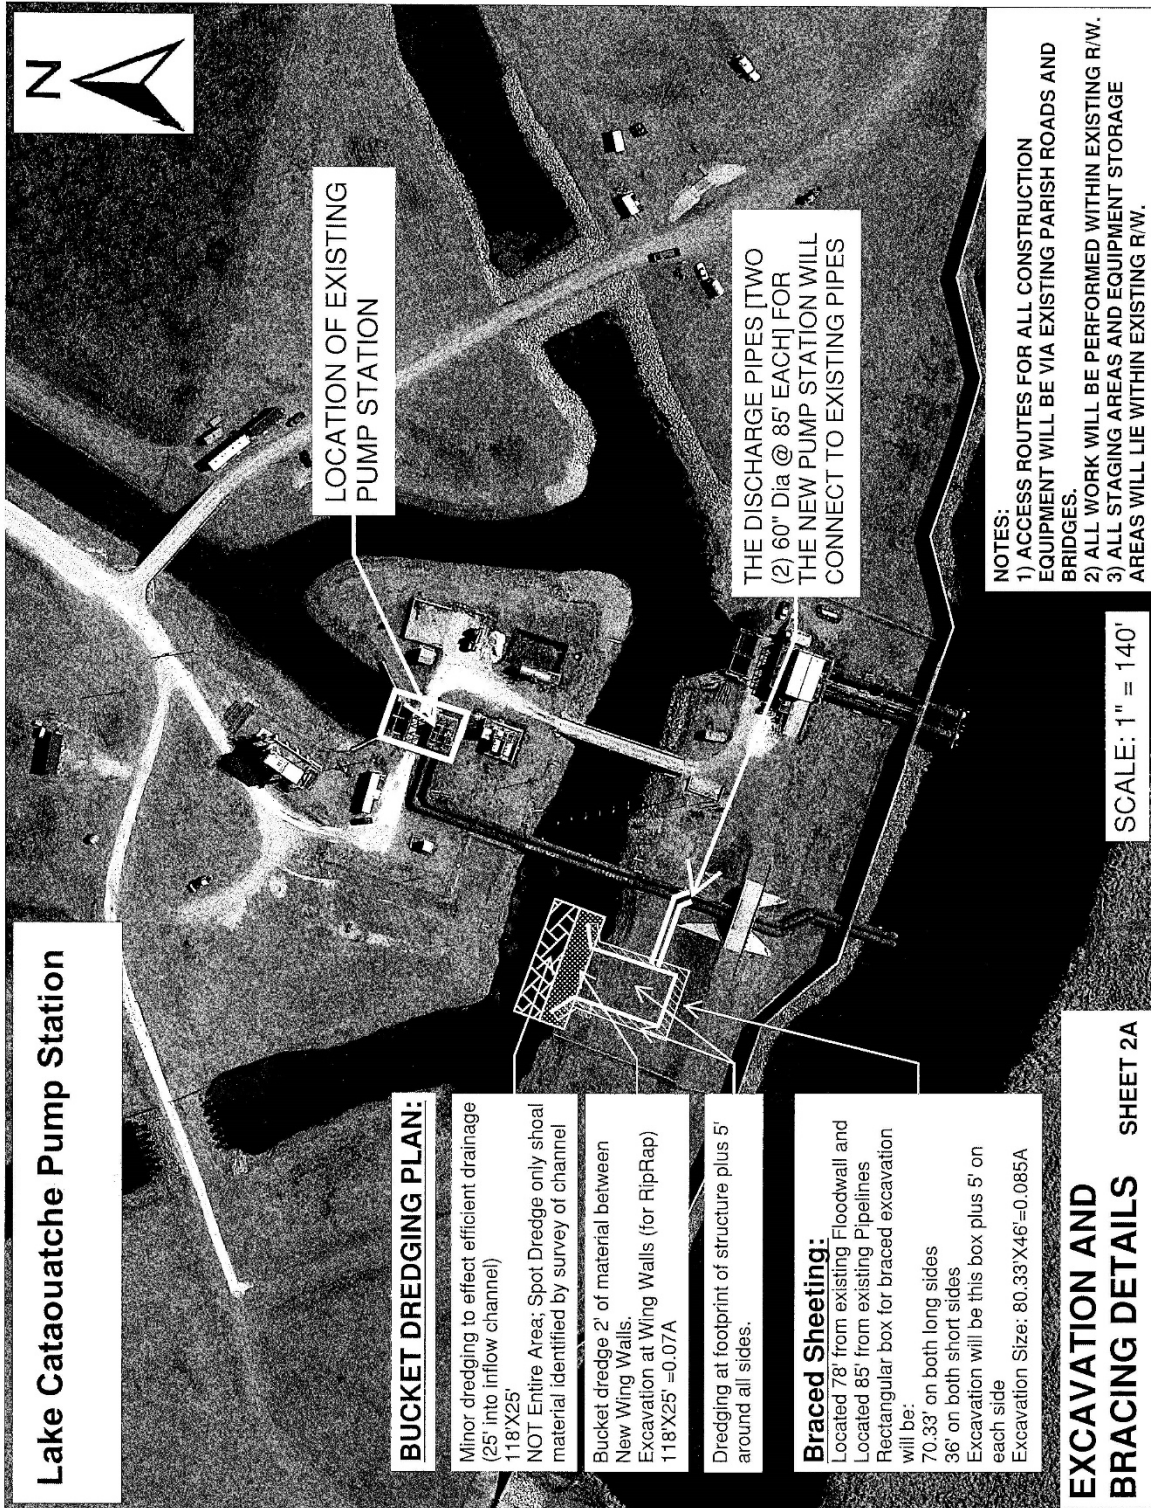 Lake Cataouatche Pump Station
N
LOCATION OF EXISTING
PUMP STATION
BUCKET DREDGING PLAN:
Minor dredging to effect efficient drainage
(25' into inflow channel)
118'X25'
NOT Entire Area; Spot Dredge only shoal
material identified by survey of channel
Bucket dredge 2' of material between
New Wing Walls.
Excavation at Wing Walls (for RipRap)
118'X25' =0.07A
Dredging at footprint of structure plus 5'
around all sides.
Braced Sheeting:
Located 78' from existing Floodwall and
Located 85' from existing Pipelines
Rectangular box for braced excavation
will be:
70.33' on both long sides
36' on both short sides
Excavation will be this box plus 5' on
each side
Excavation Size: 80.33'X46'=0.085A
THE DISCHARGE PIPES [TWO
(2) 60" Dia @ 85' EACH] FOR
THE NEW PUMP STATION WILL
CONNECT TO EXISTING PIPES
NOTES:
1) ACCESS ROUTES FOR ALL CONSTRUCTION
EQUIPMENT WILL BE VIA EXISTING PARISH ROADS AND
BRIDGES.
2) ALL WORK WILL BE PERFORMED WITHIN EXISTING R/W.
3) ALL STAGING AREAS AND EQUIPMENT STORAGE
AREAS WILL LIE WITHIN EXISTING R/W.
SCALE: 1" = 140'
EXCAVATION AND
BRACING DETAILS SHEET 2A